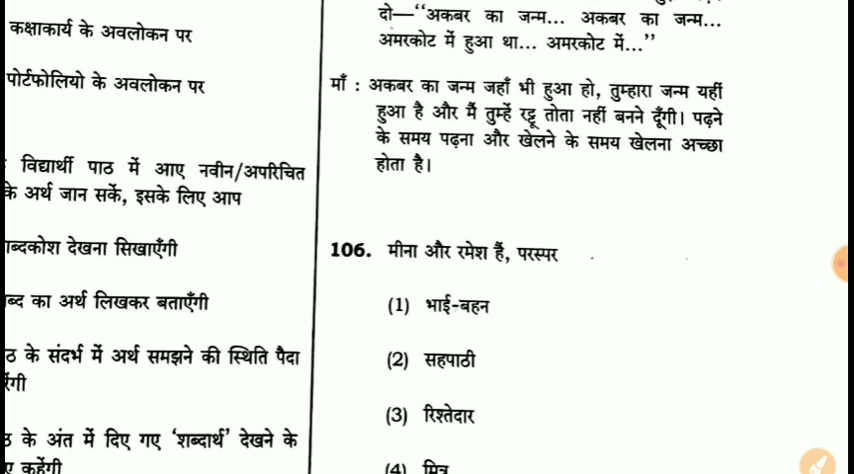 कक्षाकार्य के अवलोकन पर
पोर्टफोलियो के अवलोकन पर
विद्यार्थी पाठ में आए नवीन/अपरिचित
के अर्थ जान सकें, इसके लिए आप
देखना सिखाएँगी
का अर्थ लिखकर बताएँगी
के संदर्भ में अर्थ समझने की स्थिति पैदा
के अंत में दिए गए ‘शब्दार्थ’ देखने के
कहेंगी
दो—‘‘अकबर का जन्म... अकबर का जन्म...
अमरकोट में हुआ था... अमरकोट में...’’
माँ : अकबर का जन्म जहाँ भी हुआ हो, तुम्हारा जन्म यहीं
हुआ है और मैं तुम्हें रट्टू तोता नहीं बनने दूँगी। पढ़ने
के समय पढ़ना और खेलने के समय खेलना अच्छा
होता है।
106. मीना और रमेश हैं, परस्पर
(1) भाई-बहन
(2) सहपाठी
(3) रिश्तेदार
(4) मित्र